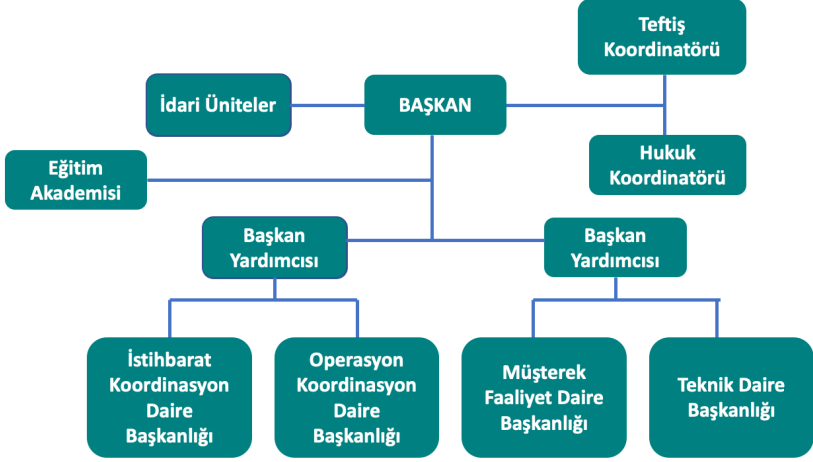 Teftiş
Koordinatörü
İdari Üniteler
BAŞKAN
Hukuk
Koordinatörü
Eğitim
Akademisi
Başkan
Yardımcısı
Başkan
Yardımcısı
İstihbarat
Koordinasyon
Daire
Başkanlığı
Operasyon
Koordinasyon
Daire
Başkanlığı
Müşterek
Faaliyet Daire
Başkanlığı
Teknik Daire
Başkanlığı